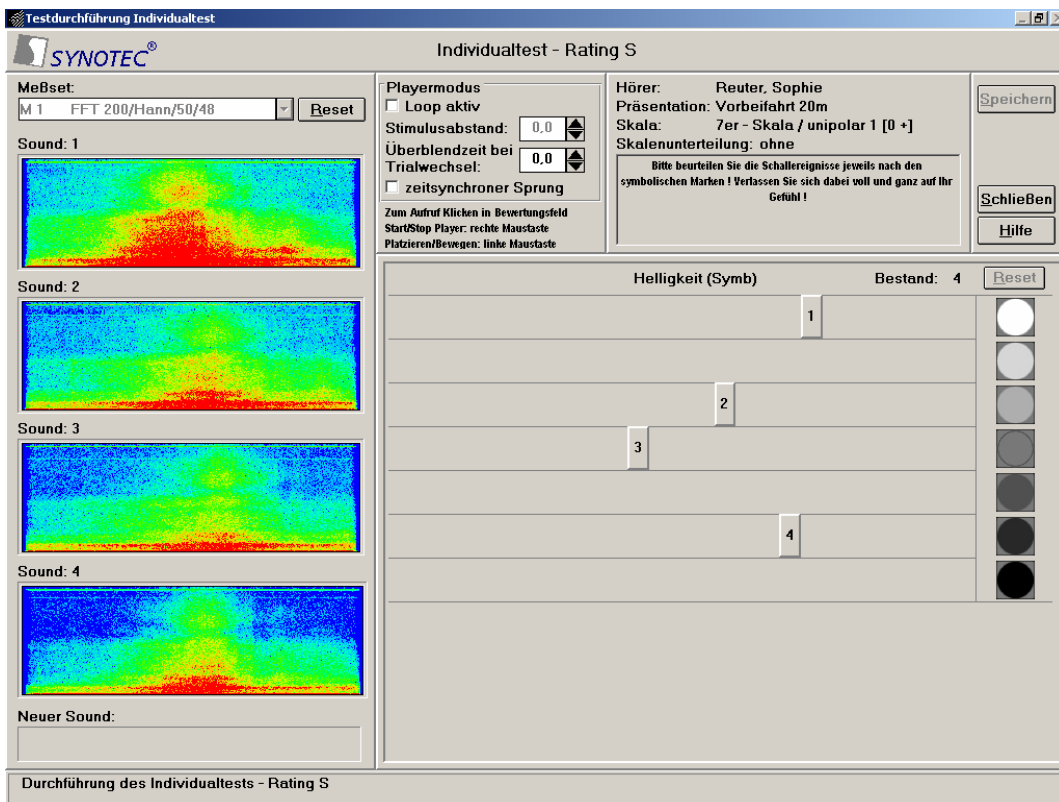 Testdurchführung Individualtest
SYNOTEC®
Individualtest - Rating S
Meßset:
M 1 FFT 200/Hann/50/48
Reset
Sound: 1
Sound: 2
Sound: 3
Sound: 4
Neuer Sound:
Playermodus
Loop aktiv
Stimulusabstand: 0,0
Überblendzeit bei
Trialwechsel: 0,0
zeitsynchroner Sprung
Zum Aufruf Klicken in Bewertungsfeld
Start/Stop Player: rechte Maustaste
Platzieren/Bewegen: linke Maustaste
Hörer: Reuter, Sophie
Präsentation: Vorbeifahrt 20m
Skala: 7er - Skala / unipolar 1 [0 +]
Skalenunterteilung: ohne
Bitte beurteilen Sie die Schallereignisse jeweils nach den
symbolischen Marken ! Verlassen Sie sich dabei voll und ganz auf Ihr
Gefühl !
Speichern
Schließen
Hilfe
Helligkeit (Symb) Bestand: 4 Reset
1
2
3
4
Durchführung des Individualtests - Rating S